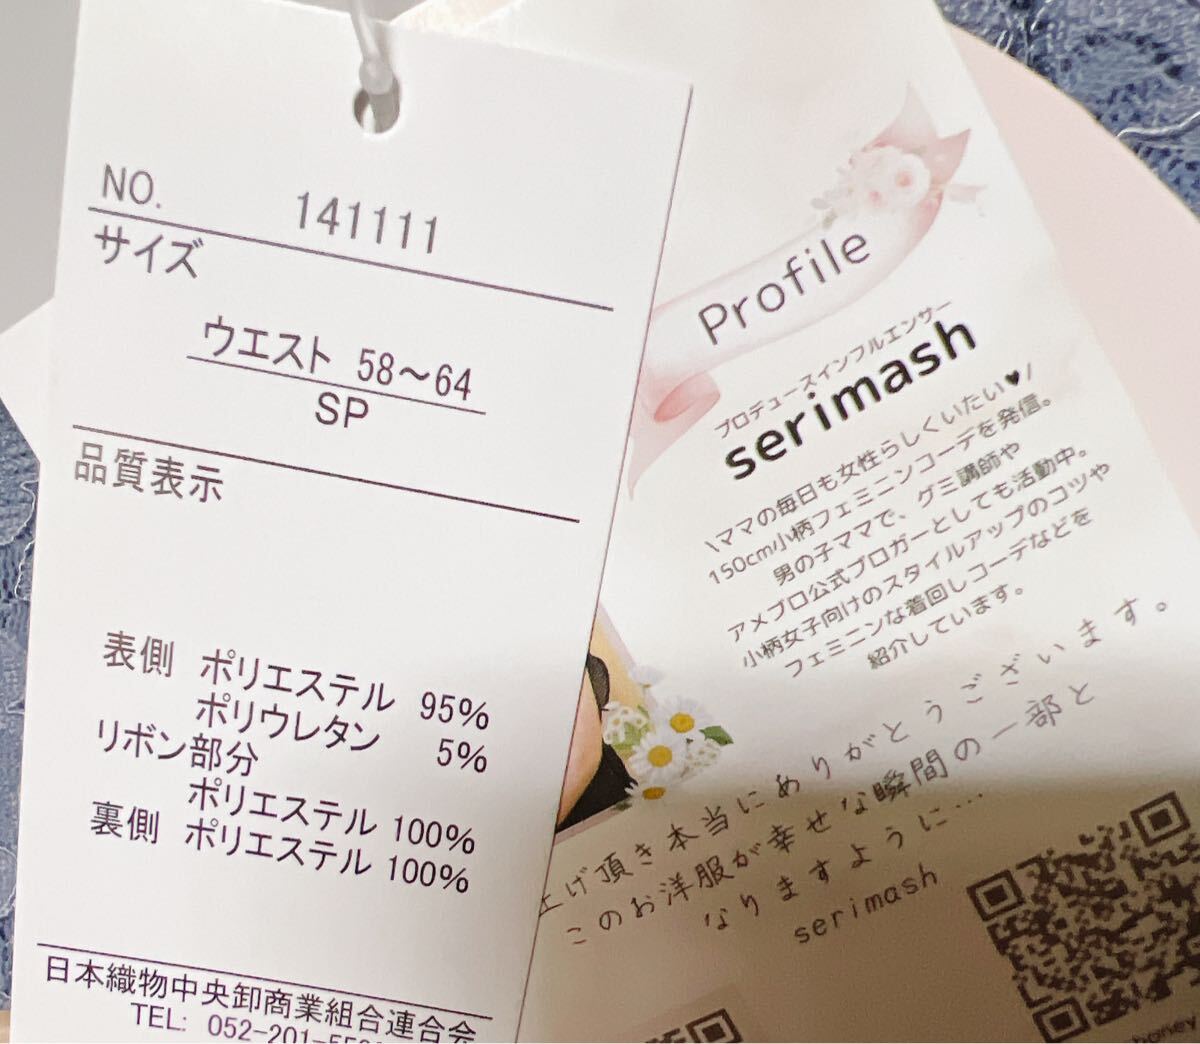 NO. 141111
サイズ
ウエスト 58～64
SP
品質表示
表側 ポリエステル 95%
ポリウレタン 5%
リボン部分
ポリエステル 100%
裏側 ポリエステル 100%
日本織物中央卸商業組合連合会
TEL: 052-201-55
Profile
プロデュースインフルエンサー
serimash
\ママの毎日も女性らしくいたい♥/
150cm小柄フェミニンコーデを発信。
男の子ママで、グミ講師や
アメブロ公式ブロガーとしても活動中。
小柄女子向けのスタイルアップのコツや
フェミニンな着回しコーデなどを
紹介しています。
上げ頂き本当にありがとうございます。
このお洋服が幸せな瞬間の一部と
なりますように...
serimash
honey